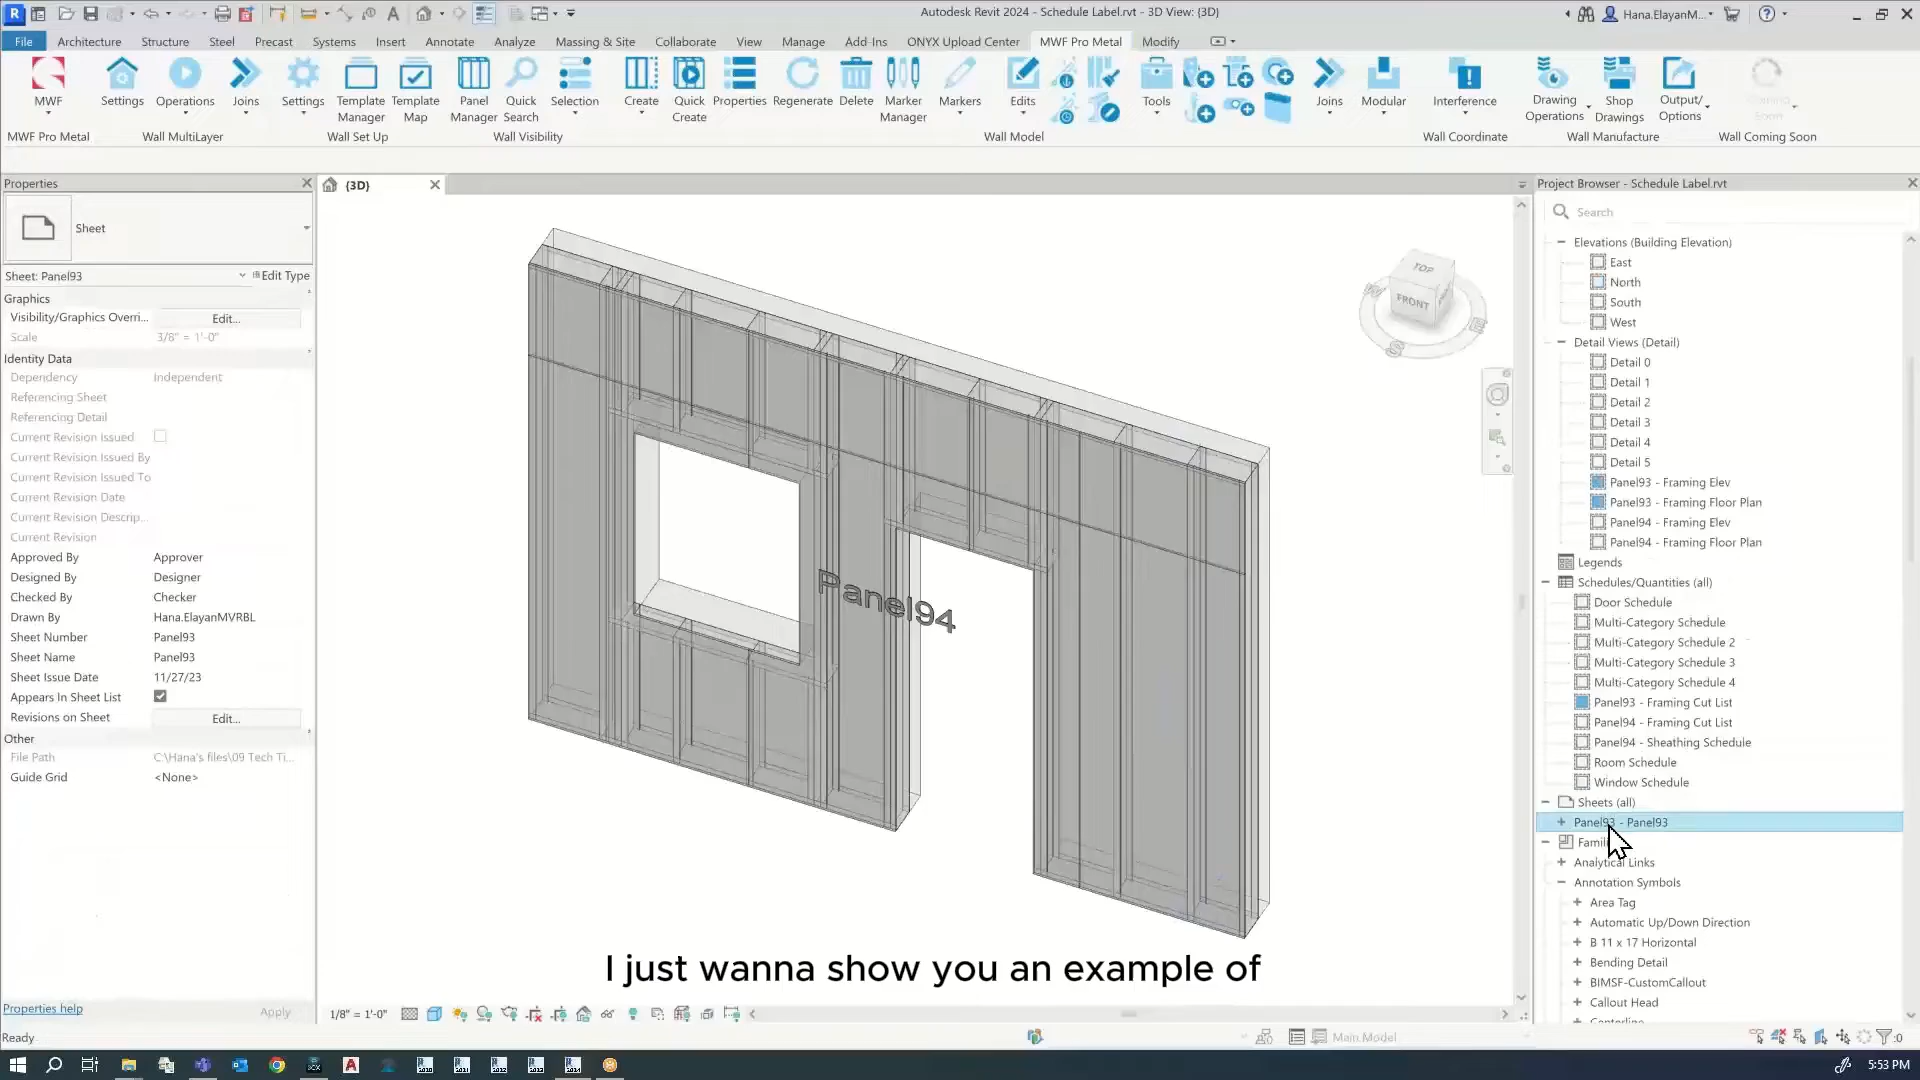 Autodesk Revit 2024 - Schedule Label.rvt - 3D View: {3D}
Hana.ElayanM...
File Architecture Structure Steel Precast Systems Insert Annotate Analyze Massing & Site Collaborate View Manage Add-Ins ONYX Upload Center MWF Pro Metal Modify
MWF Settings Operations Joins Settings Template Manager Template Map Panel Manager Quick Search Selection Create Quick Create Properties Regenerate Delete Marker Manager Markers Edits Tools Joins Modular Interference Drawing Operations Shop Drawings Output/ Options
MWF Pro Metal Wall MultiLayer Wall Set Up Wall Visibility Wall Model Wall Coordinate Wall Manufacture Wall Coming Soon
Properties
Sheet
Sheet: Panel93 Edit Type
Graphics
Visibility/Graphics Overri... Edit...
Scale 3/8" = 1'-0"
Identity Data
Dependency Independent
Referencing Sheet
Referencing Detail
Current Revision Issued
Current Revision Issued By
Current Revision Issued To
Current Revision Date
Current Revision Descrip...
Current Revision
Approved By Approver
Designed By Designer
Checked By Checker
Drawn By Hana.ElayanMVRBL
Sheet Number Panel93
Sheet Name Panel93
Sheet Issue Date 11/27/23
Appears In Sheet List
Revisions on Sheet Edit...
Other
File Path C:\Hana's files\09 Tech Ti...
Guide Grid <None>
Properties help Apply
Ready
{3D}
TOP
FRONT
W
E
S
Panel94
I just wanna show you an example of
1/8" = 1'-0"
Main Model
:0
Project Browser - Schedule Label.rvt
Search
Elevations (Building Elevation)
East
North
South
West
Detail Views (Detail)
Detail 0
Detail 1
Detail 2
Detail 3
Detail 4
Detail 5
Panel93 - Framing Elev
Panel93 - Framing Floor Plan
Panel94 - Framing Elev
Panel94 - Framing Floor Plan
Legends
Schedules/Quantities (all)
Door Schedule
Multi-Category Schedule
Multi-Category Schedule 2
Multi-Category Schedule 3
Multi-Category Schedule 4
Panel93 - Framing Cut List
Panel94 - Framing Cut List
Panel94 - Sheathing Schedule
Room Schedule
Window Schedule
Sheets (all)
Panel93 - Panel93
Analytical Links
Annotation Symbols
Area Tag
Automatic Up/Down Direction
B 11 x 17 Horizontal
Bending Detail
BIMSF-CustomCallout
Callout Head
5:53 PM